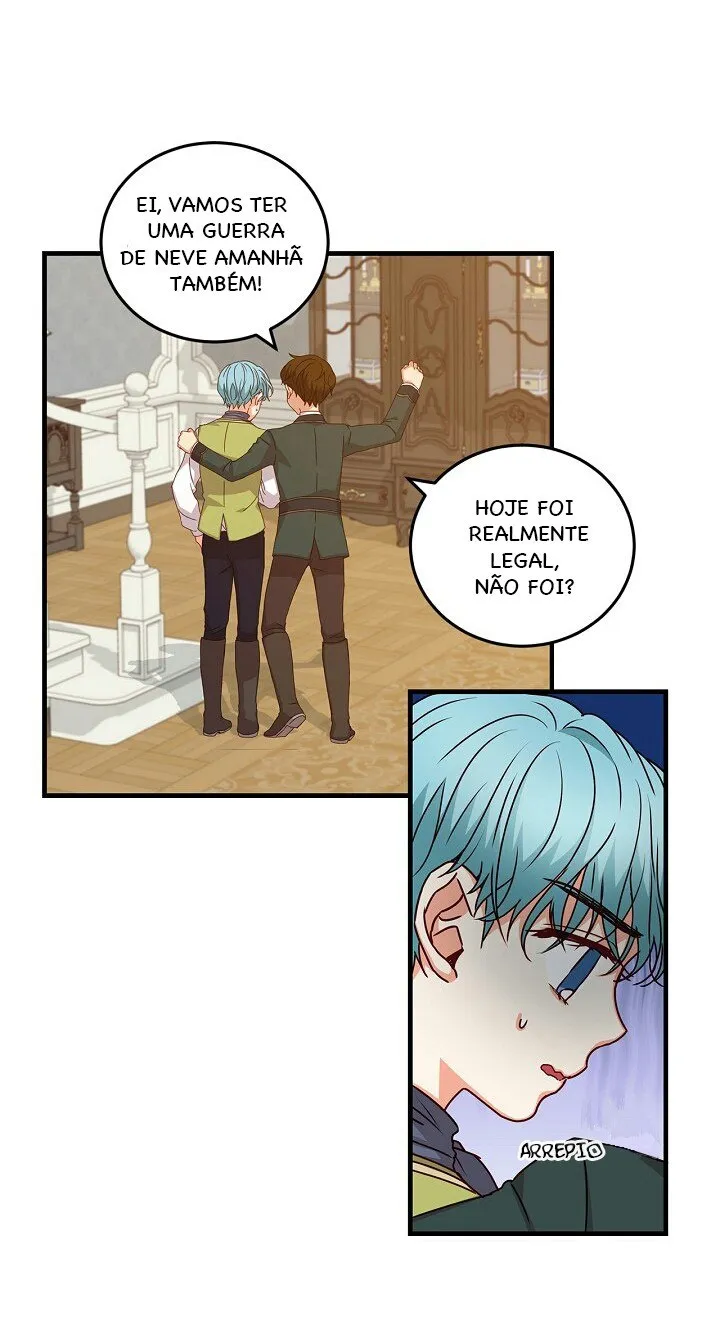 EI, VAMOS TER
UMA GUERRA
DE NEVE AMANHÃ
TAMBÉM!
HOJE FOI
REALMENTE
LEGAL,
NÃO FOI?
ARREPIO